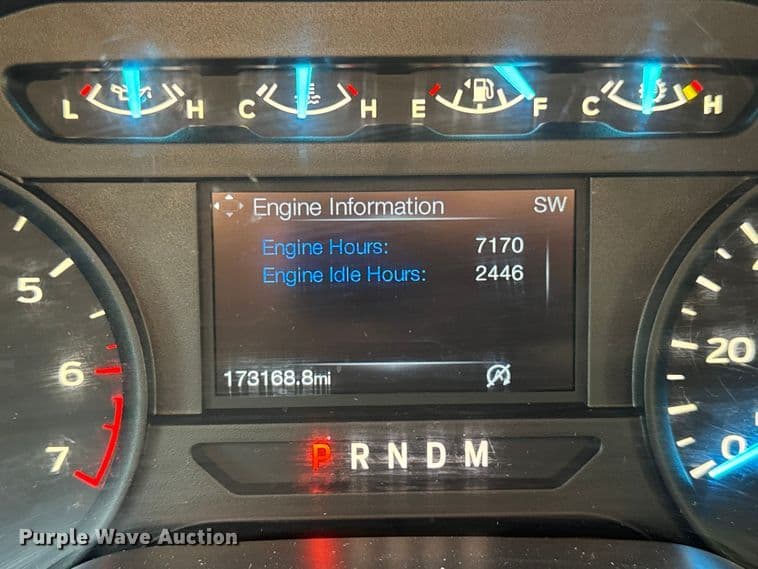 L H C H E F C H
Engine Information SW
Engine Hours: 7170
Engine Idle Hours: 2446
173168.8mi
5
6
7
20
0
P R N D M
Purple Wave Auction